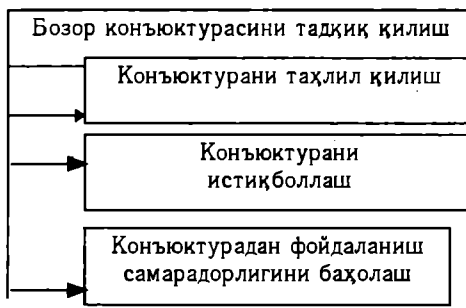 Бозор конъюктурасини тадқиқ қилиш
Конъюктурани таҳлил қилиш
Конъюктурани
истиқболлаш
Конъюктурадан фойдаланиш
самарадорлигини баҳолаш